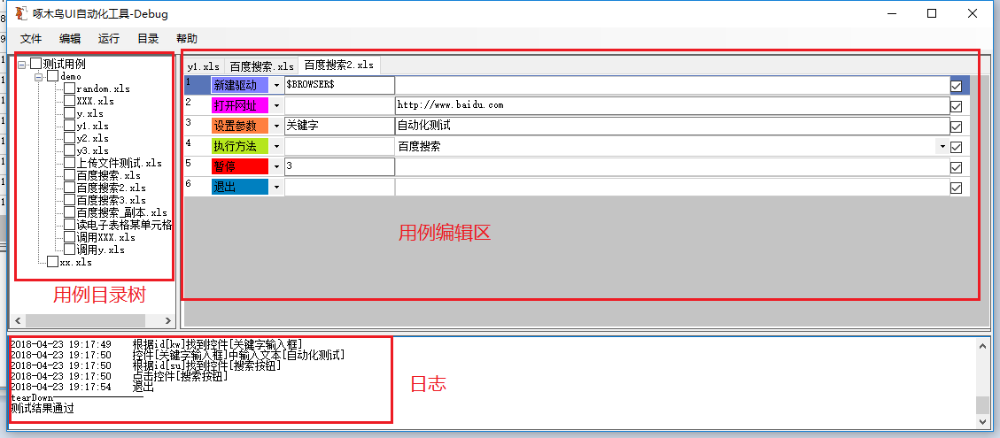 啄木鸟UI自动化工具-Debug
文件 编辑 运行 目录 帮助
测试用例
demo
random.xls
XXX.xls
y.xls
y1.xls
y2.xls
y3.xls
上传文件测试.xls
百度搜索.xls
百度搜索2.xls
百度搜索3.xls
百度搜索_副本.xls
读电子表格某单元格
调用XXX.xls
调用y.xls
xx.xls
用例目录树
y1.xls 百度搜索.xls 百度搜索2.xls
1 新建驱动 $BROWSER$
2 打开网址 http://www.baidu.com
3 设置参数 关键字 自动化测试
4 执行方法 百度搜索
5 暂停 3
6 退出
用例编辑区
2018-04-23 19:17:49 根据id[kw]找到控件[关键字输入框]
2018-04-23 19:17:50 控件[关键字输入框]中输入文本[自动化测试]
2018-04-23 19:17:50 根据id[su]找到控件[搜索按钮]
2018-04-23 19:17:50 点击控件[搜索按钮]
2018-04-23 19:17:54 退出
tearDown
测试结果通过
日志